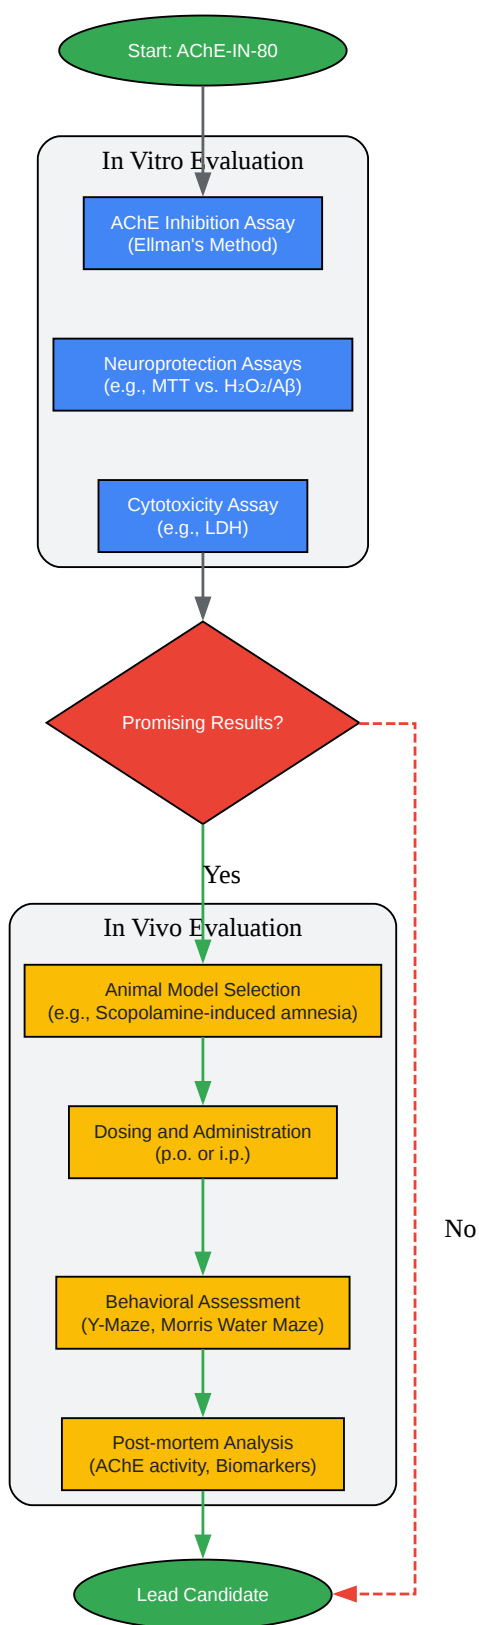 Start: AChE-IN-80
In Vitro Evaluation
AChE Inhibition Assay
(Ellman's Method)
Neuroprotection Assays
(e.g., MTT vs. H₂O₂/Aβ)
Cytotoxicity Assay
(e.g., LDH)
Promising Results?
Yes
In Vivo Evaluation
Animal Model Selection
(e.g., Scopolamine-induced amnesia)
Dosing and Administration
(p.o. or i.p.)
No
Behavioral Assessment
(Y-Maze, Morris Water Maze)
Post-mortem Analysis
(AChE activity, Biomarkers)
Lead Candidate